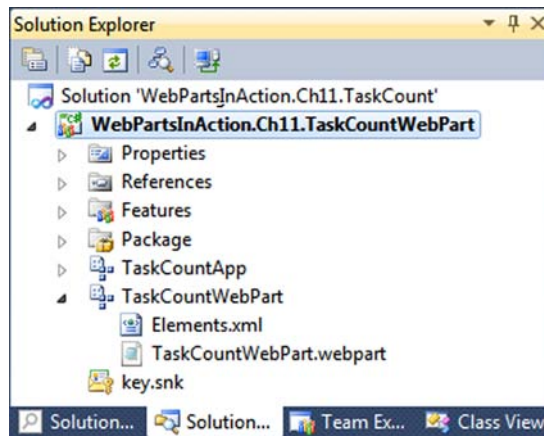 Solution Explorer
Solution 'WebPartsInAction.Ch11.TaskCount'
WebPartsInAction.Ch11.TaskCountWebPart
Properties
References
Features
Package
TaskCountApp
TaskCountWebPart
Elements.xml
TaskCountWebPart.webpart
key.snk
Solution... Solution... Team Ex... Class View